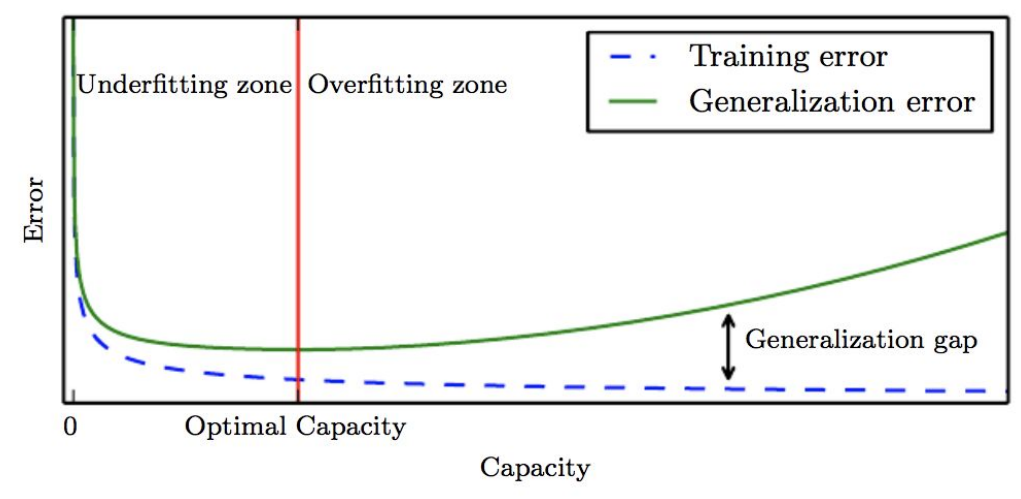 Underfitting zone
Overfitting zone
Training error
Generalization error
Error
Generalization gap
0
Optimal Capacity
Capacity